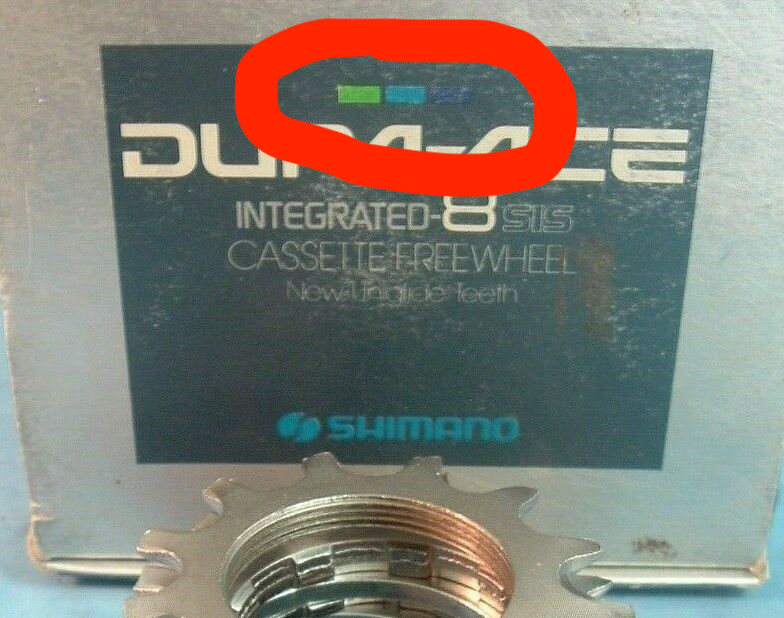 DURA-ACE
INTEGRATED-8 SIS
CASSETTE FREEWHEEL
New Uniglide Teeth
SHIMANO